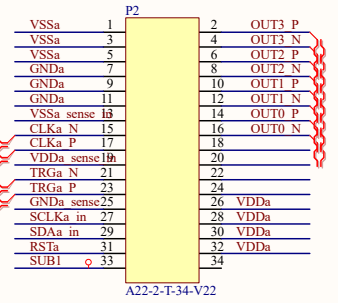 P2
VSSa 1 2 OUT3_P
VSSa 3 4 OUT3_N
VSSa 5 6 OUT2_P
GNDa 7 8 OUT2_N
GNDa 9 10 OUT1_P
GNDa 11 12 OUT1_N
VSSa_sense_in 13 14 OUT0_P
CLKa_N 15 16 OUT0_N
CLKa_P 17 18
VDDa_sense_in 19 20
TRGa_N 21 22
TRGa_P 23 24
GNDa_sense 25 26 VDDa
SCLKa_in 27 28 VDDa
SDAa_in 29 30 VDDa
RSTa 31 32 VDDa
SUB1 33 34
A22-2-T-34-V22